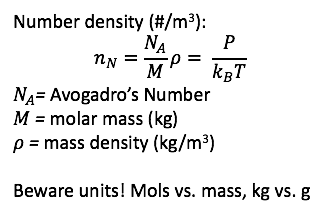 Number density (#/m³):
n_N = N_A/M ρ = P/k_BT
N_A= Avogadro's Number
M = molar mass (kg)
ρ = mass density (kg/m³)
Beware units! Mols vs. mass, kg vs. g